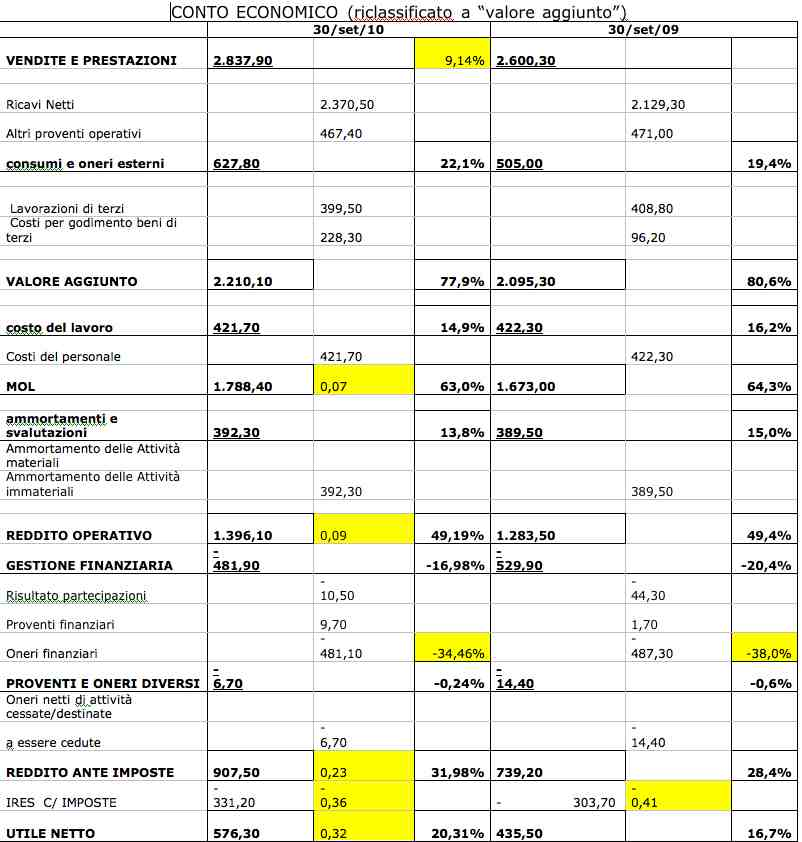 CONTO ECONOMICO (riclassificato a “valore aggiunto”)
30/set/10 30/set/09
VENDITE E PRESTAZIONI 2.837,90 9,14% 2.600,30
Ricavi Netti 2.370,50 2.129,30
Altri proventi operativi 467,40 471,00
consumi e oneri esterni 627,80 22,1% 505,00 19,4%
Lavorazioni di terzi 399,50 408,80
Costi per godimento beni di
terzi 228,30 96,20
VALORE AGGIUNTO 2.210,10 77,9% 2.095,30 80,6%
costo del lavoro 421,70 14,9% 422,30 16,2%
Costi del personale 421,70 422,30
MOL 1.788,40 0,07 63,0% 1.673,00 64,3%
ammortamenti e
svalutazioni 392,30 13,8% 389,50 15,0%
Ammortamento delle Attività
materiali
Ammortamento delle Attività
immateriali 392,30 389,50
REDDITO OPERATIVO 1.396,10 0,09 49,19% 1.283,50 49,4%
- -
GESTIONE FINANZIARIA 481,90 -16,98% 529,90 -20,4%
- -
Risultato partecipazioni 10,50 44,30
Proventi finanziari 9,70 1,70
- -
Oneri finanziari 481,10 -34,46% 487,30 -38,0%
- -
PROVENTI E ONERI DIVERSI 6,70 -0,24% 14,40 -0,6%
Oneri netti di attività
cessate/destinate
- -
a essere cedute 6,70 14,40
REDDITO ANTE IMPOSTE 907,50 0,23 31,98% 739,20 28,4%
- - -
IRES C/ IMPOSTE 331,20 0,36 - 303,70 0,41
UTILE NETTO 576,30 0,32 20,31% 435,50 16,7%